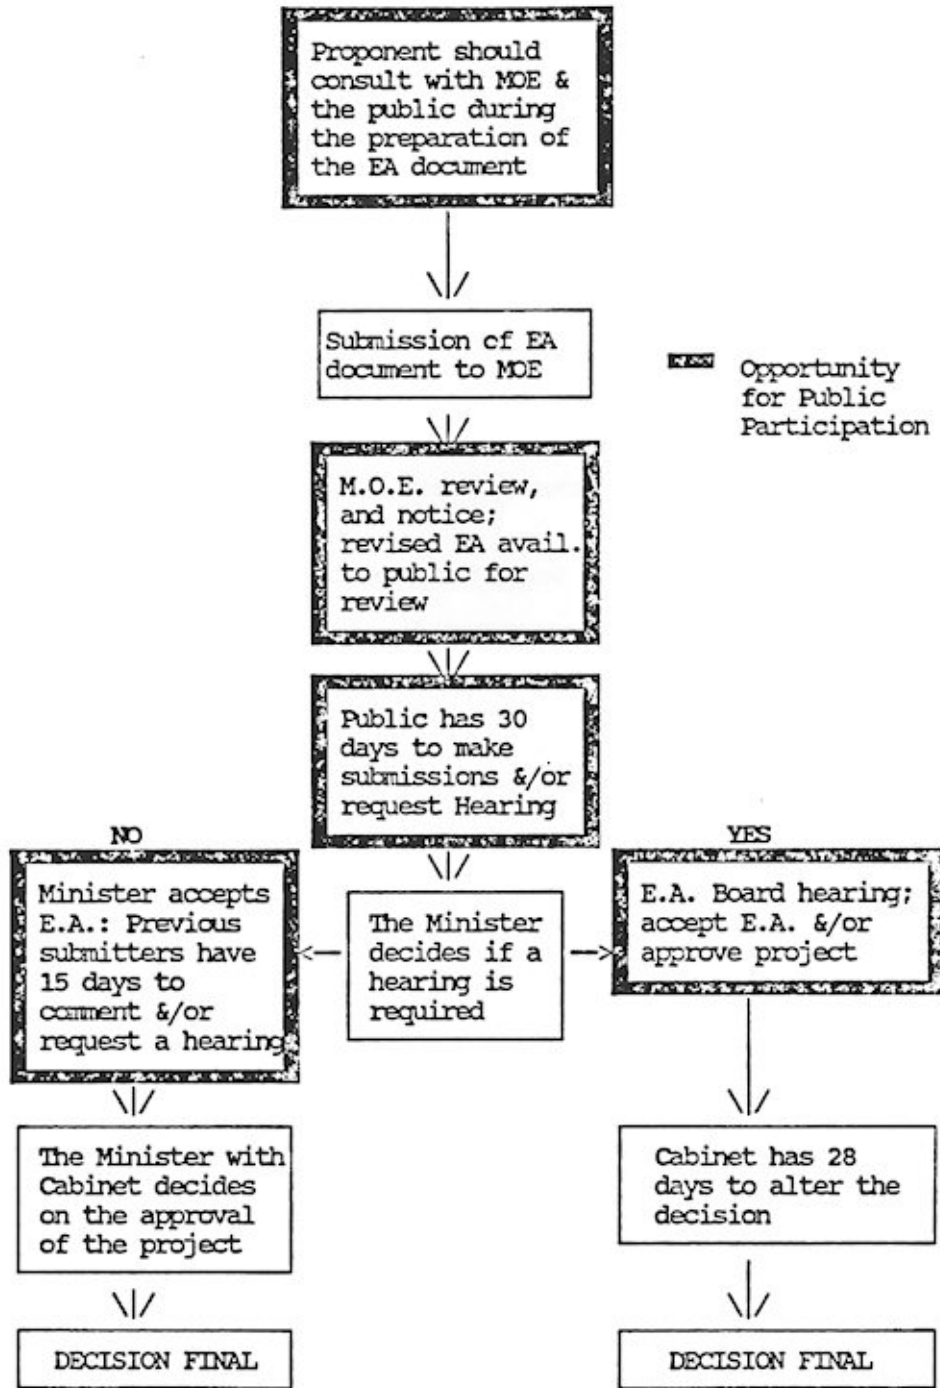 Proponent should
consult with MOE &
the public during
the preparation of
the EA document
Submission of EA
document to MOE
Opportunity
for Public
Participation
M.O.E. review,
and notice;
revised EA avail.
to public for
review
Public has 30
days to make
submissions &/or
request Hearing
NO
Minister accepts
E.A.: Previous
submitters have
15 days to
comment &/or
request a hearing
The Minister
decides if a
hearing is
required
YES
E.A. Board hearing;
accept E.A. &/or
approve project
The Minister with
Cabinet decides
on the approval
of the project
Cabinet has 28
days to alter the
decision
DECISION FINAL
DECISION FINAL